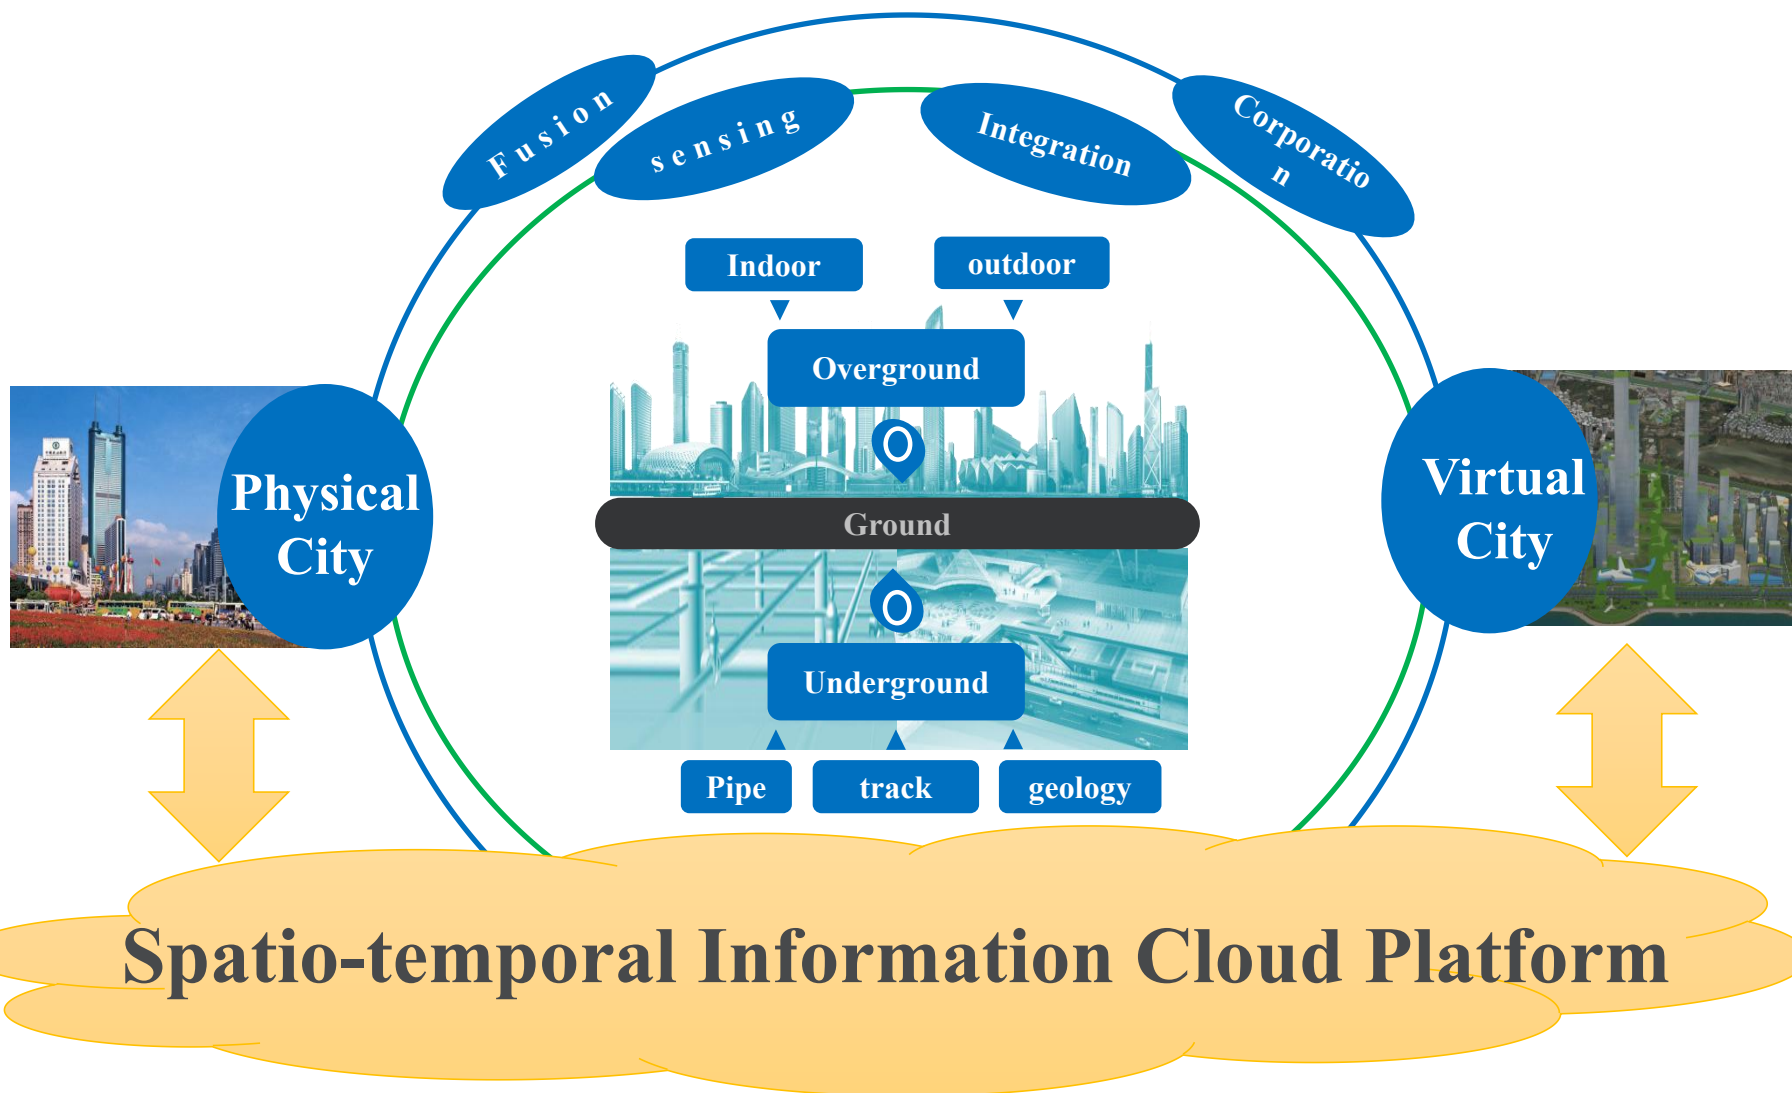 Fusion
sensing
Integration
Corporatio
n
Indoor
outdoor
Overground
Physical
City
Virtual
City
Ground
Underground
Pipe
track
geology
Spatio-temporal Information Cloud Platform